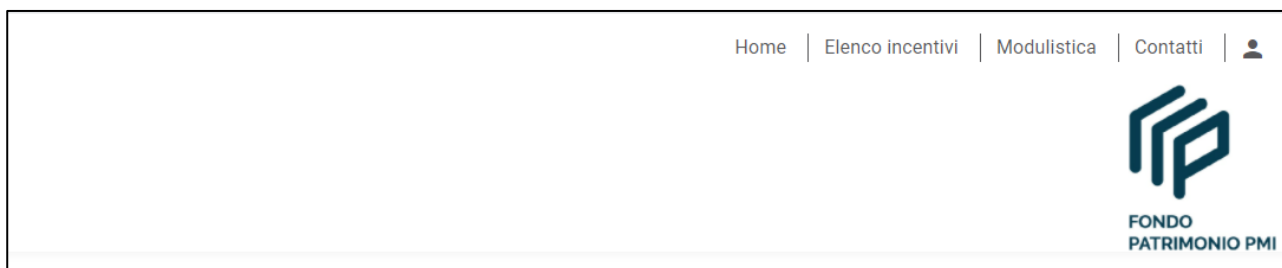 Home Elenco incentivi Modulistica Contatti
FONDO
PATRIMONIO PMI